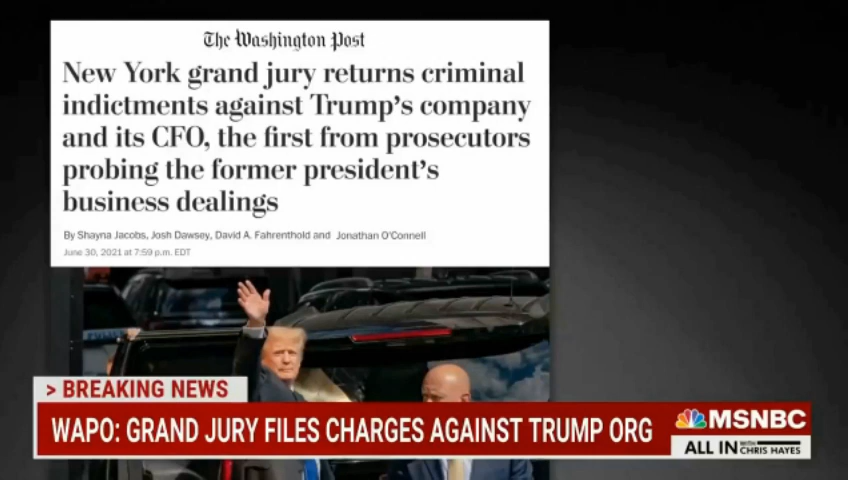 The Washington Post
New York grand jury returns criminal
indictments against Trump's company
and its CFO, the first from prosecutors
probing the former president's
business dealings
By Shayna Jacobs, Josh Dawsey, David A. Fahrenthold and Jonathan O'Connell
June 30, 2021 at 7:59 p.m. EDT
> BREAKING NEWS
WAPO: GRAND JURY FILES CHARGES AGAINST TRUMP ORG
MSNBC
ALL IN WITH CHRIS HAYES